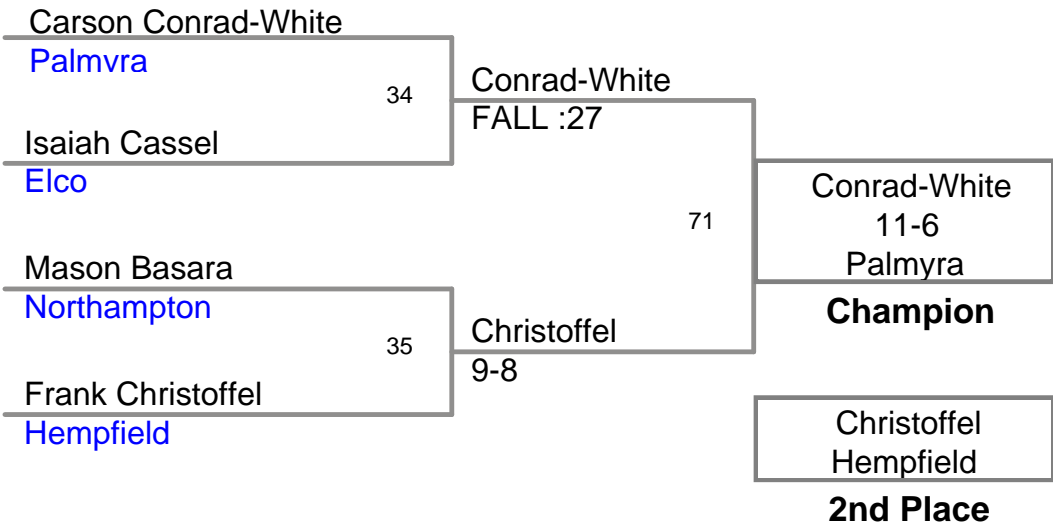 Carson Conrad-White
Palmyra
34
Conrad-White
FALL :27
Isaiah Cassel
Elco
71
Conrad-White
11-6
Palmyra
Champion
Mason Basara
Northampton
35
Christoffel
9-8
Frank Christoffel
Hempfield
Christoffel
Hempfield
2nd Place